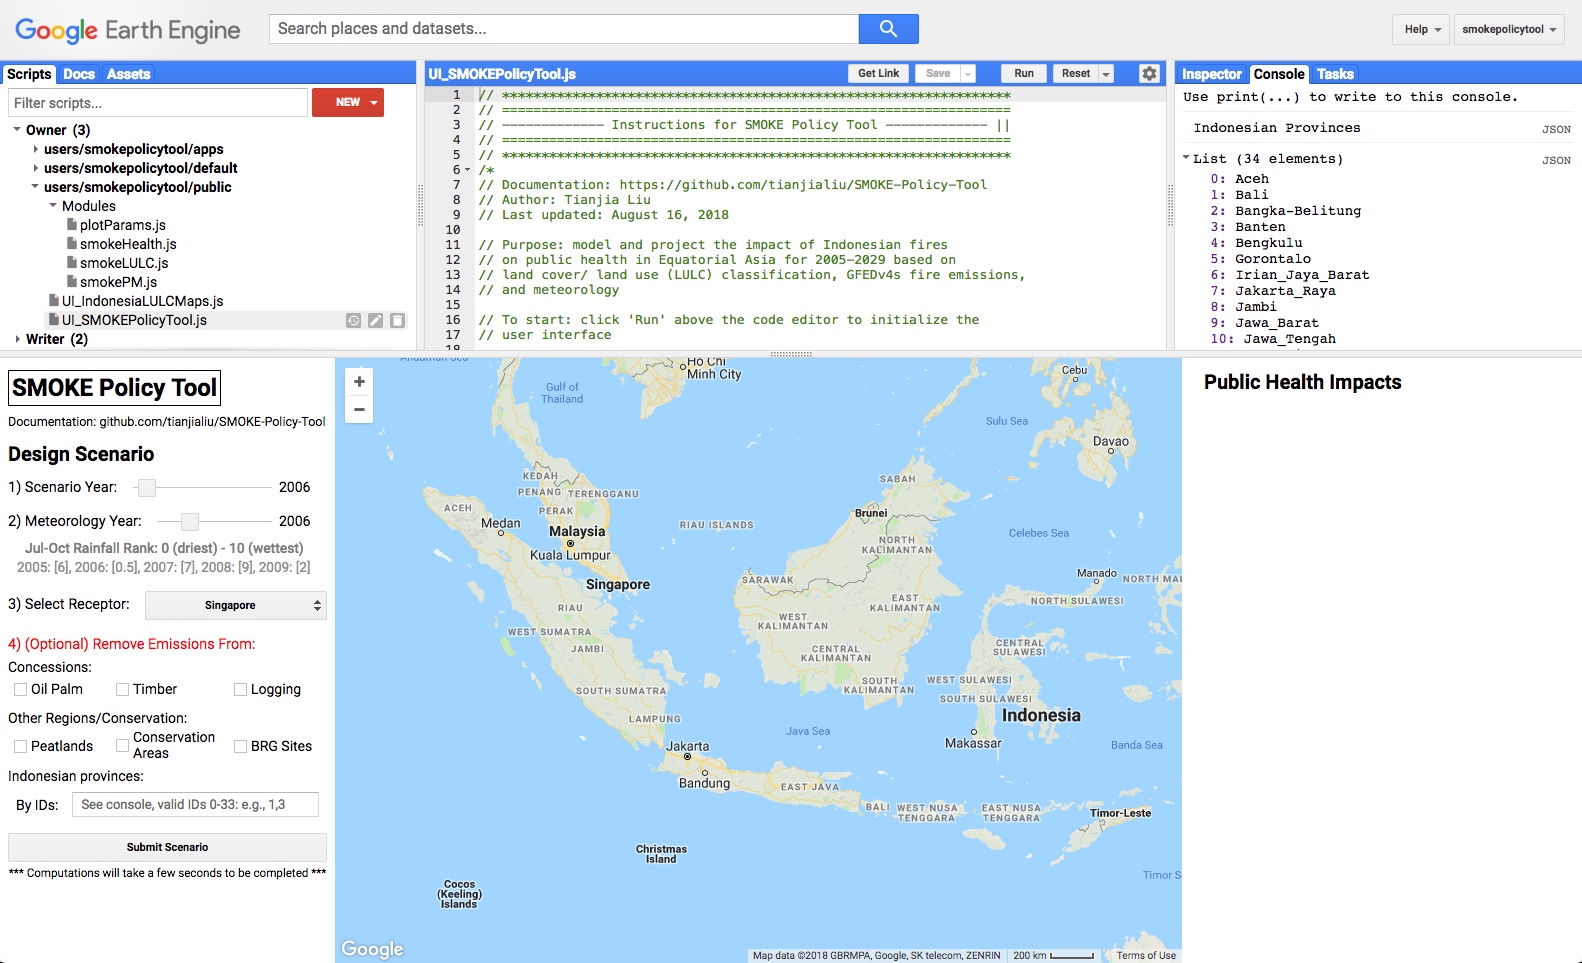 Google Earth Engine
Search places and datasets...
Help
smokepolicytool
Scripts Docs Assets
Filter scripts...
NEW
Owner (3)
users/smokepolicytool/apps
users/smokepolicytool/default
users/smokepolicytool/public
Modules
plotParams.js
smokeHealth.js
smokeLULC.js
smokePM.js
UI_IndonesiaLULCMaps.js
UI_SMOKEPolicyTool.js
Writer (2)
UI_SMOKEPolicyTool.js
Get Link Save Run Reset
1 // ****************************************************************
2 // ================================================================
3 // ------------- Instructions for SMOKE Policy Tool ------------- ||
4 // ================================================================
5 // ****************************************************************
6 /*
7 // Documentation: https://github.com/tianjialiu/SMOKE-Policy-Tool
8 // Author: Tianjia Liu
9 // Last updated: August 16, 2018
10
11 // Purpose: model and project the impact of Indonesian fires
12 // on public health in Equatorial Asia for 2005-2029 based on
13 // land cover/ land use (LULC) classification, GFEDv4s fire emissions,
14 // and meteorology
15
16 // To start: click 'Run' above the code editor to initialize the
17 // user interface
18
Inspector Console Tasks
Use print(...) to write to this console.
Indonesian Provinces JSON
List (34 elements) JSON
0: Aceh
1: Bali
2: Bangka-Belitung
3: Banten
4: Bengkulu
5: Gorontalo
6: Irian_Jaya_Barat
7: Jakarta_Raya
8: Jambi
9: Jawa_Barat
10: Jawa_Tengah
SMOKE Policy Tool
Documentation: github.com/tianjialiu/SMOKE-Policy-Tool
Design Scenario
1) Scenario Year: 2006
2) Meteorology Year: 2006
Jul-Oct Rainfall Rank: 0 (driest) - 10 (wettest)
2005: [6], 2006: [0.5], 2007: [7], 2008: [9], 2009: [2]
3) Select Receptor: Singapore
4) (Optional) Remove Emissions From:
Concessions:
Oil Palm Timber Logging
Other Regions/Conservation:
Peatlands Conservation Areas BRG Sites
Indonesian provinces:
By IDs: See console, valid IDs 0-33: e.g., 1,3
Submit Scenario
*** Computations will take a few seconds to be completed ***
+
−
Andaman Sea
Ho Chi
Minh City
Gulf of
Thailand
Cebu
Sulu Sea
Davao
KEDAH
PENANG
TERENGGANU
PERAK
SABAH
ACEH
Medan
Malaysia
Kuala Lumpur
RIAU ISLANDS
Brunei
Celebes Sea
NORTH
KALIMANTAN
Singapore
SARAWAK
Manado
NORTH MA
RIAU
EAST
KALIMANTAN
NORTH SULAWESI
WEST
KALIMANTAN
WEST SUMATRA
JAMBI
CENTRAL
KALIMANTAN
CENTRAL
SULAWESI
SOUTH SUMATRA
SOUTH
KALIMANTAN
WEST SULAWESI
SOUTH SULAWESI
LAMPUNG
Indonesia
Java Sea
Makassar
Banda Sea
Jakarta
Bandung
EAST JAVA
BALI
WEST NUSA
TENGGARA
EAST NUSA
TENGGARA
Timor-Leste
Christmas
Island
Timor S
Cocos
(Keeling)
Islands
Google
Map data ©2018 GBRMPA, Google, SK telecom, ZENRIN 200 km Terms of Use
Public Health Impacts